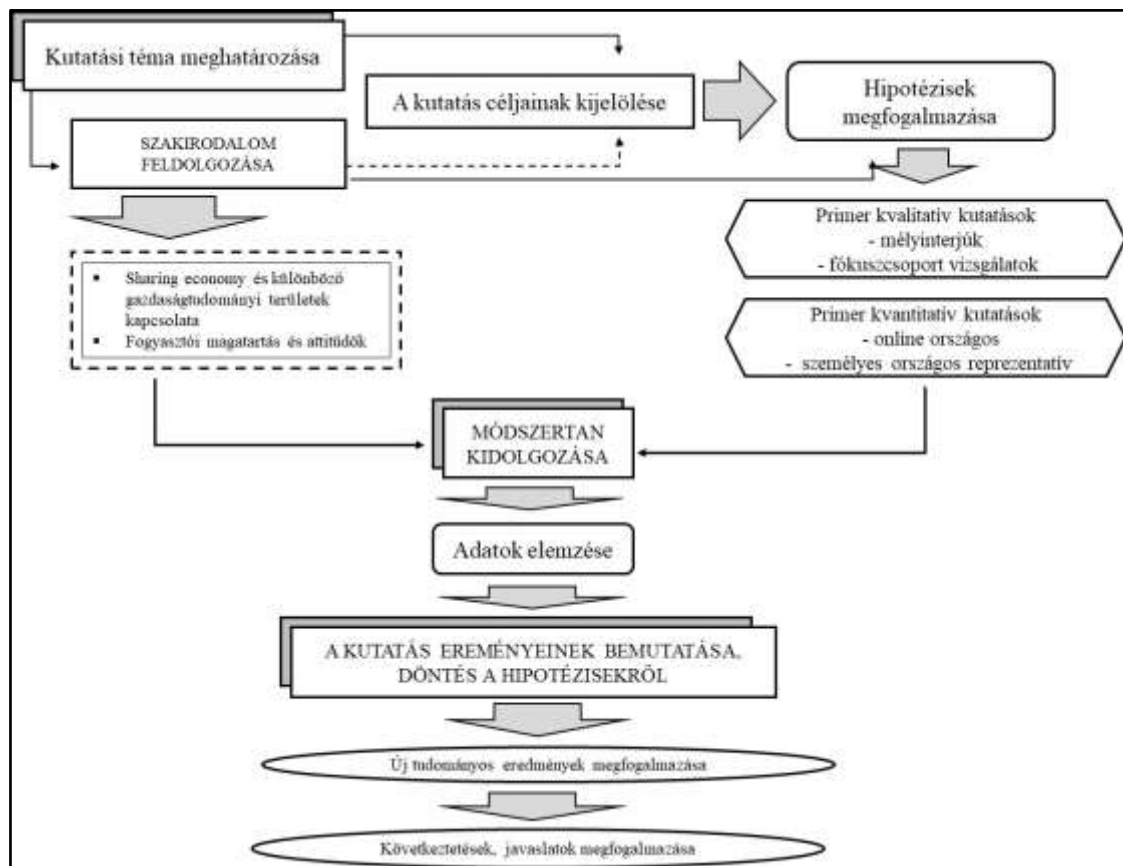 Kutatási téma meghatározása
A kutatás céljainak kijelölése
Hipotézisek
megfogalmazása
SZAKIRODALOM
FELDOLGOZÁSA
Primer kvalitatív kutatások
- mélyinterjúk
- fókuszcsoport vizsgálatok
▪ Sharing economy és különböző
gazdaságtudományi területek
kapcsolata
▪ Fogyasztói magatartás és attitűdök
Primer kvantitatív kutatások
- online országos
- személyes országos reprezentatív
MÓDSZERTAN
KIDOLGOZÁSA
Adatok elemzése
A KUTATÁS EREMÉNYEINEK BEMUTATÁSA,
DÖNTÉS A HIPOTÉZISEKRŐL
Új tudományos eredmények megfogalmazása
Következtetések, javaslatok megfogalmazása